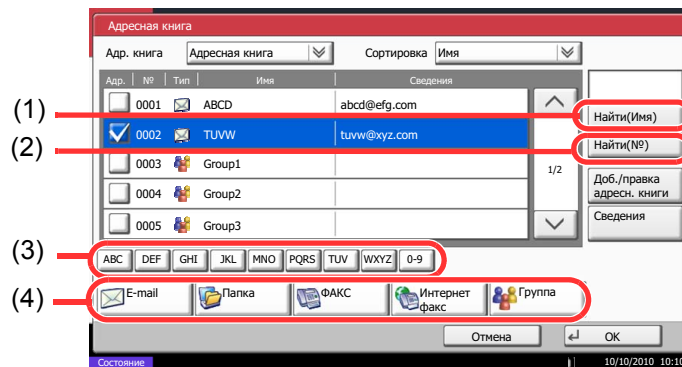 Адресная книга
Адр. книга Адресная книга Сортировка Имя
Адр. № Тип Имя Сведения
0001 ABCD abcd@efg.com
(1) Найти(Имя)
0002 TUVW tuvw@xyz.com
(2) Найти(№)
0003 Group1
1/2
Доб./правка
адресн. книги
0004 Group2
Сведения
0005 Group3
(3) ABC DEF GHI JKL MNO PQRS TUV WXYZ 0-9
(4) E-mail Папка ФАКС Интернет факс Группа
Отмена OK
Состояние 10/10/2010 10:10